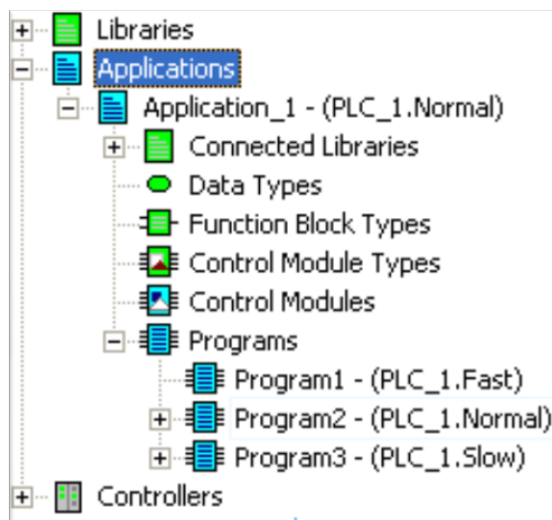 Libraries
Applications
Application_1 - (PLC_1.Normal)
Connected Libraries
Data Types
Function Block Types
Control Module Types
Control Modules
Programs
Program1 - (PLC_1.Fast)
Program2 - (PLC_1.Normal)
Program3 - (PLC_1.Slow)
Controllers